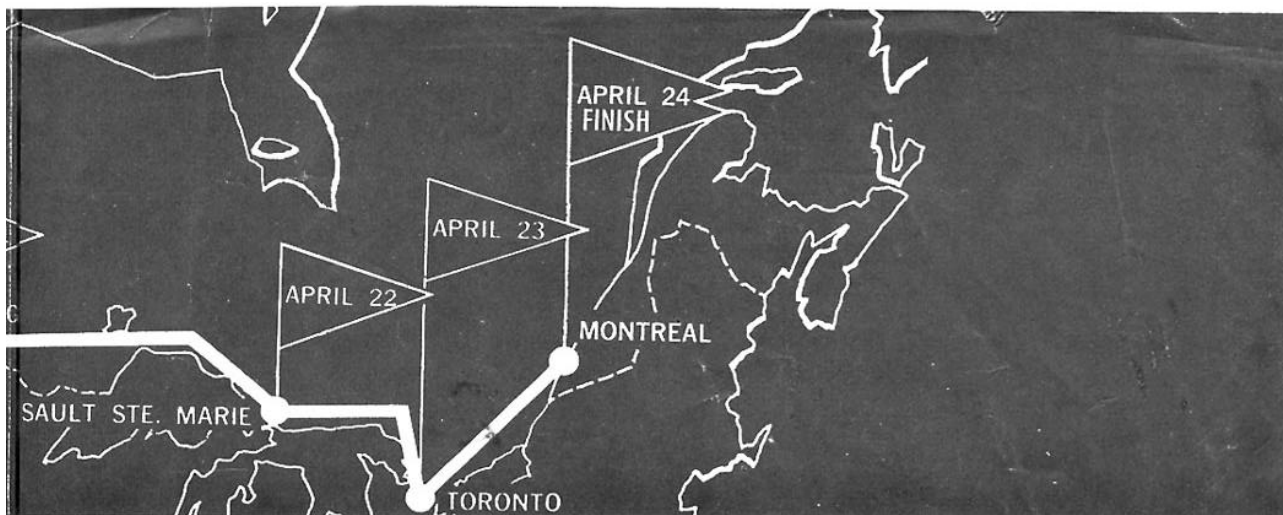 APRIL 24
FINISH
APRIL 23
APRIL 22
C
MONTREAL
SAULT STE. MARIE
TORONTO